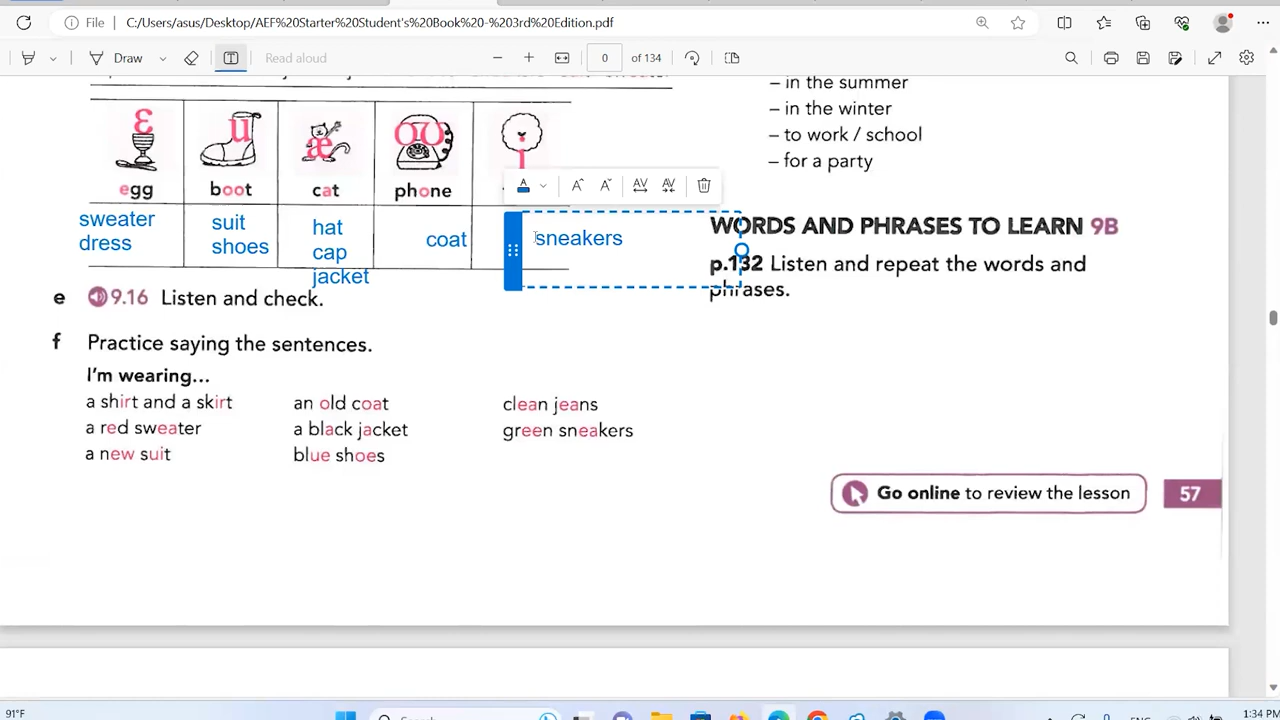 File C:/Users/asus/Desktop/AEF%20Starter%20Student's%20Book%20-%203rd%20Edition.pdf
Draw Read aloud 0 of 134
– in the summer
– in the winter
– to work / school
– for a party
ɛ u æ oʊ i
egg boot cat phone
sweater
dress
suit
shoes
hat
cap
jacket
coat
sneakers
e 9.16 Listen and check.
f Practice saying the sentences.
I'm wearing...
a shirt and a skirt
a red sweater
a new suit
an old coat
a black jacket
blue shoes
clean jeans
green sneakers
WORDS AND PHRASES TO LEARN 9B
p.132 Listen and repeat the words and
phrases.
Go online to review the lesson 57
91°F Search 1:34 PM